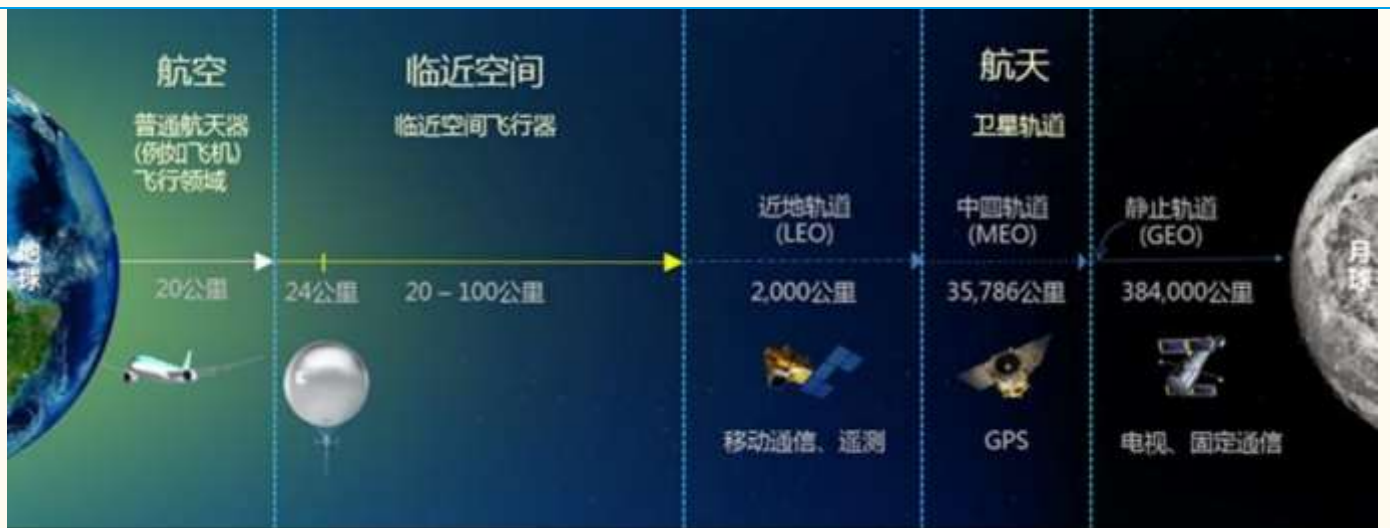 航空
普通航天器
(例如飞机)
飞行领域
临近空间
临近空间飞行器
航天
卫星轨道
近地轨道
(LEO)
中圆轨道
(MEO)
静止轨道
(GEO)
地球
月球
20公里
24公里
20 – 100公里
2,000公里
35,786公里
384,000公里
移动通信、遥测
GPS
电视、固定通信